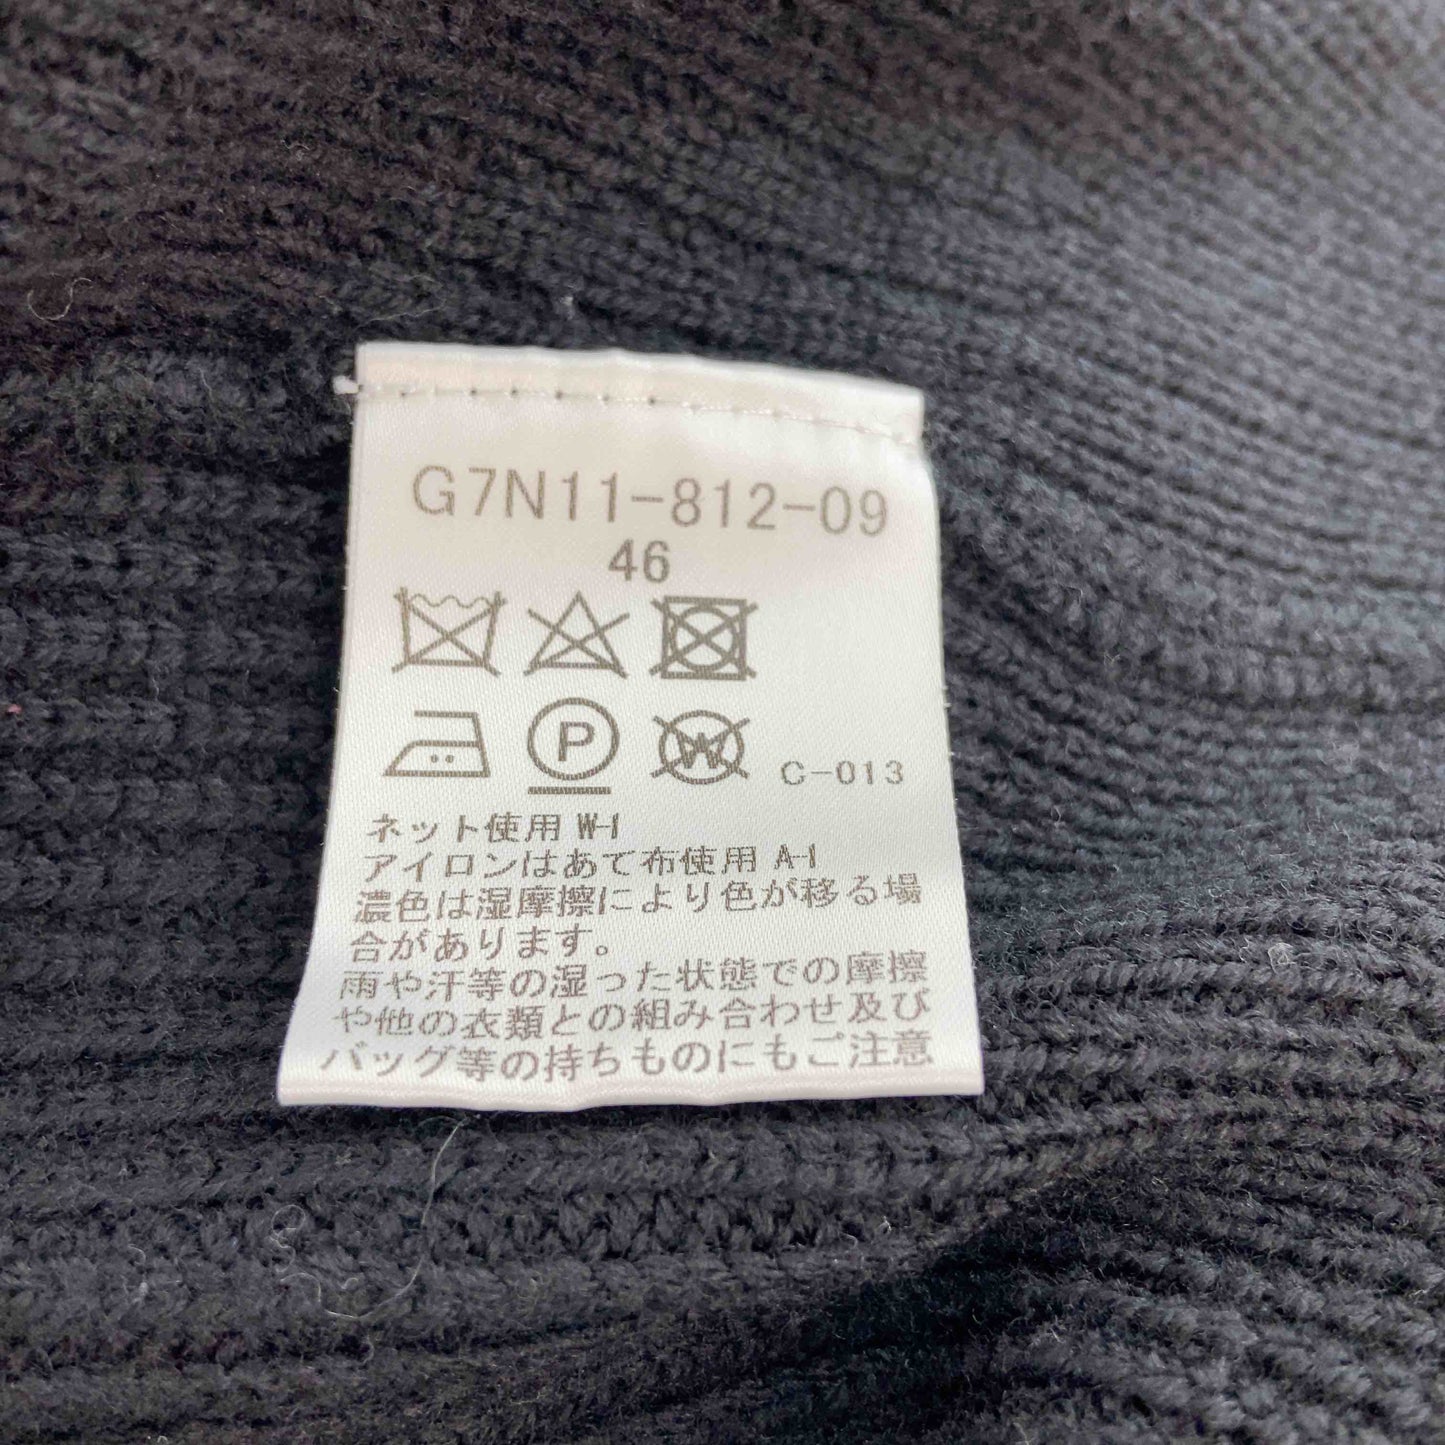 G7N11-812-09
46
P W C-013
ネット使用 W-1
アイロンはあて布使用 A-1
濃色は湿摩擦により色が移る場
合があります。
雨や汗等の湿った状態での摩擦
や他の衣類との組み合わせ及び
バッグ等の持ちものにもご注意